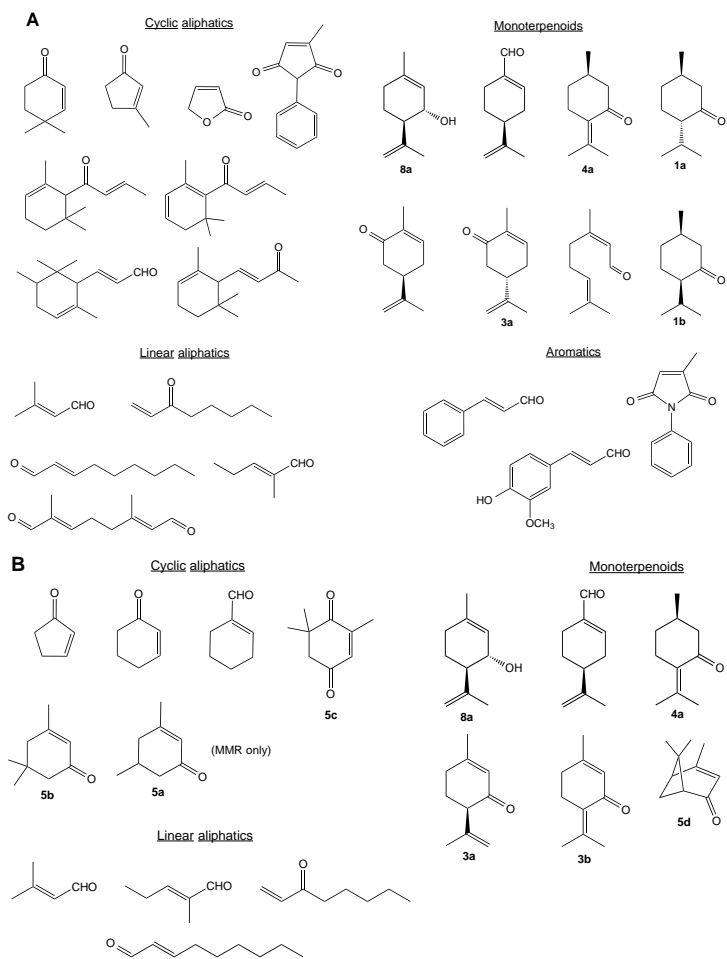 A
Cyclic aliphatics
O
O
O
O
O
O
O
O
CHO
O
Monoterpenoids
OH
8a
CHO
O
4a
O
1a
O
O
3a
O
O
1b
Linear aliphatics
CHO
O
O
CHO
O
O
Aromatics
CHO
CHO
HO
OCH3
O
N
O
B
Cyclic aliphatics
O
O
CHO
O
O
5c
O
5b
O
5a
(MMR only)
Monoterpenoids
OH
8a
CHO
O
4a
O
3a
O
3b
O
5d
Linear aliphatics
CHO
CHO
O
O